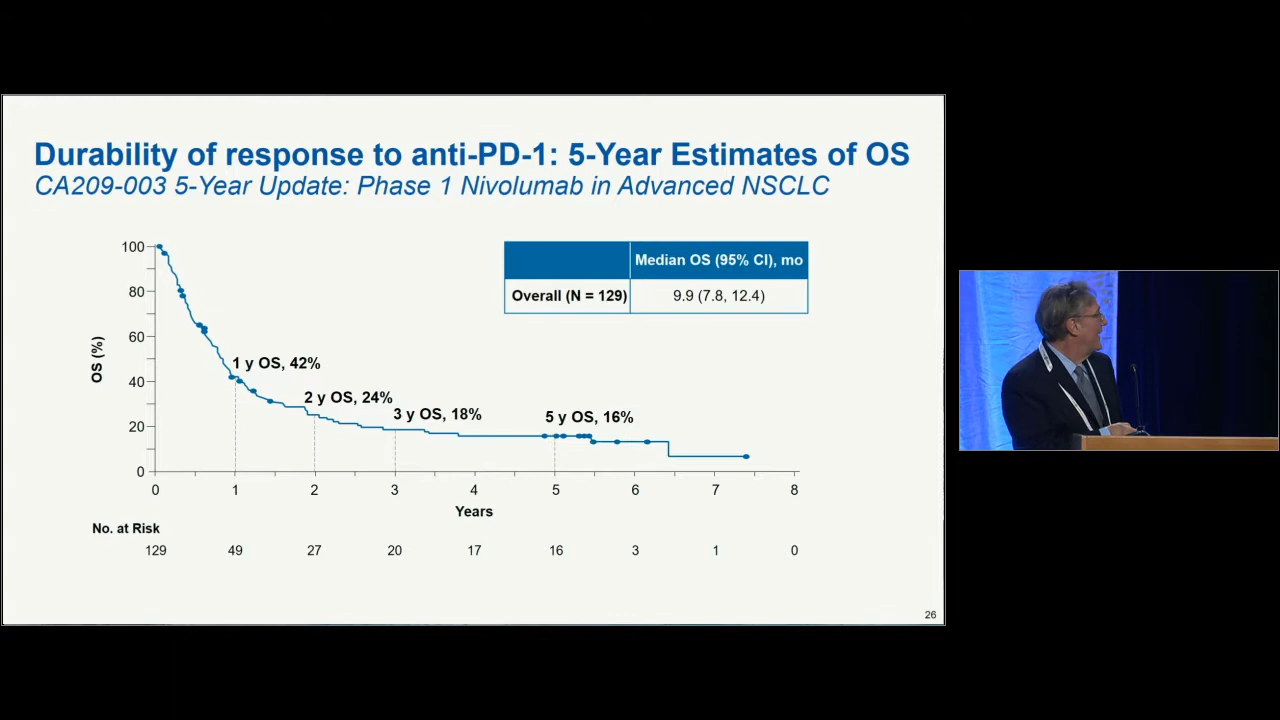 Durability of response to anti-PD-1: 5-Year Estimates of OS
CA209-003 5-Year Update: Phase 1 Nivolumab in Advanced NSCLC
Median OS (95% CI), mo
Overall (N = 129) 9.9 (7.8, 12.4)
OS (%)
100
80
60
40
20
0
1 y OS, 42%
2 y OS, 24%
3 y OS, 18%
5 y OS, 16%
0 1 2 3 4 5 6 7 8
Years
No. at Risk
129 49 27 20 17 16 3 1 0
26